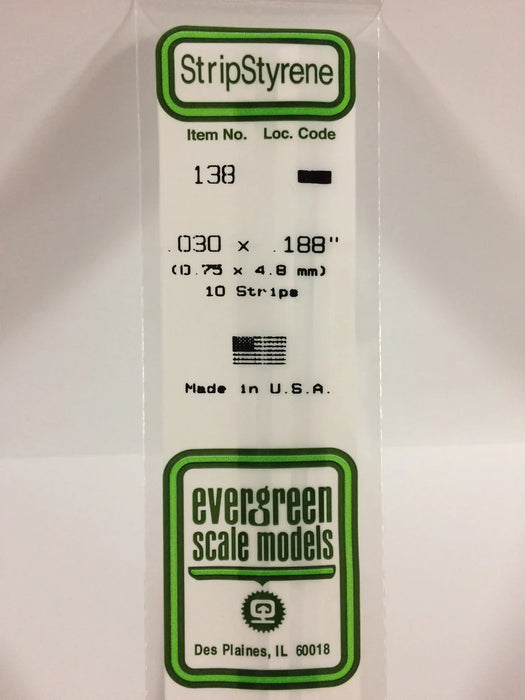 StripStyrene
Item No. Loc. Code
138
.030 x .188"
(0.75 x 4.8 mm)
10 Strips
Made in U.S.A.
evergreen
scale models
Des Plaines, IL 60018